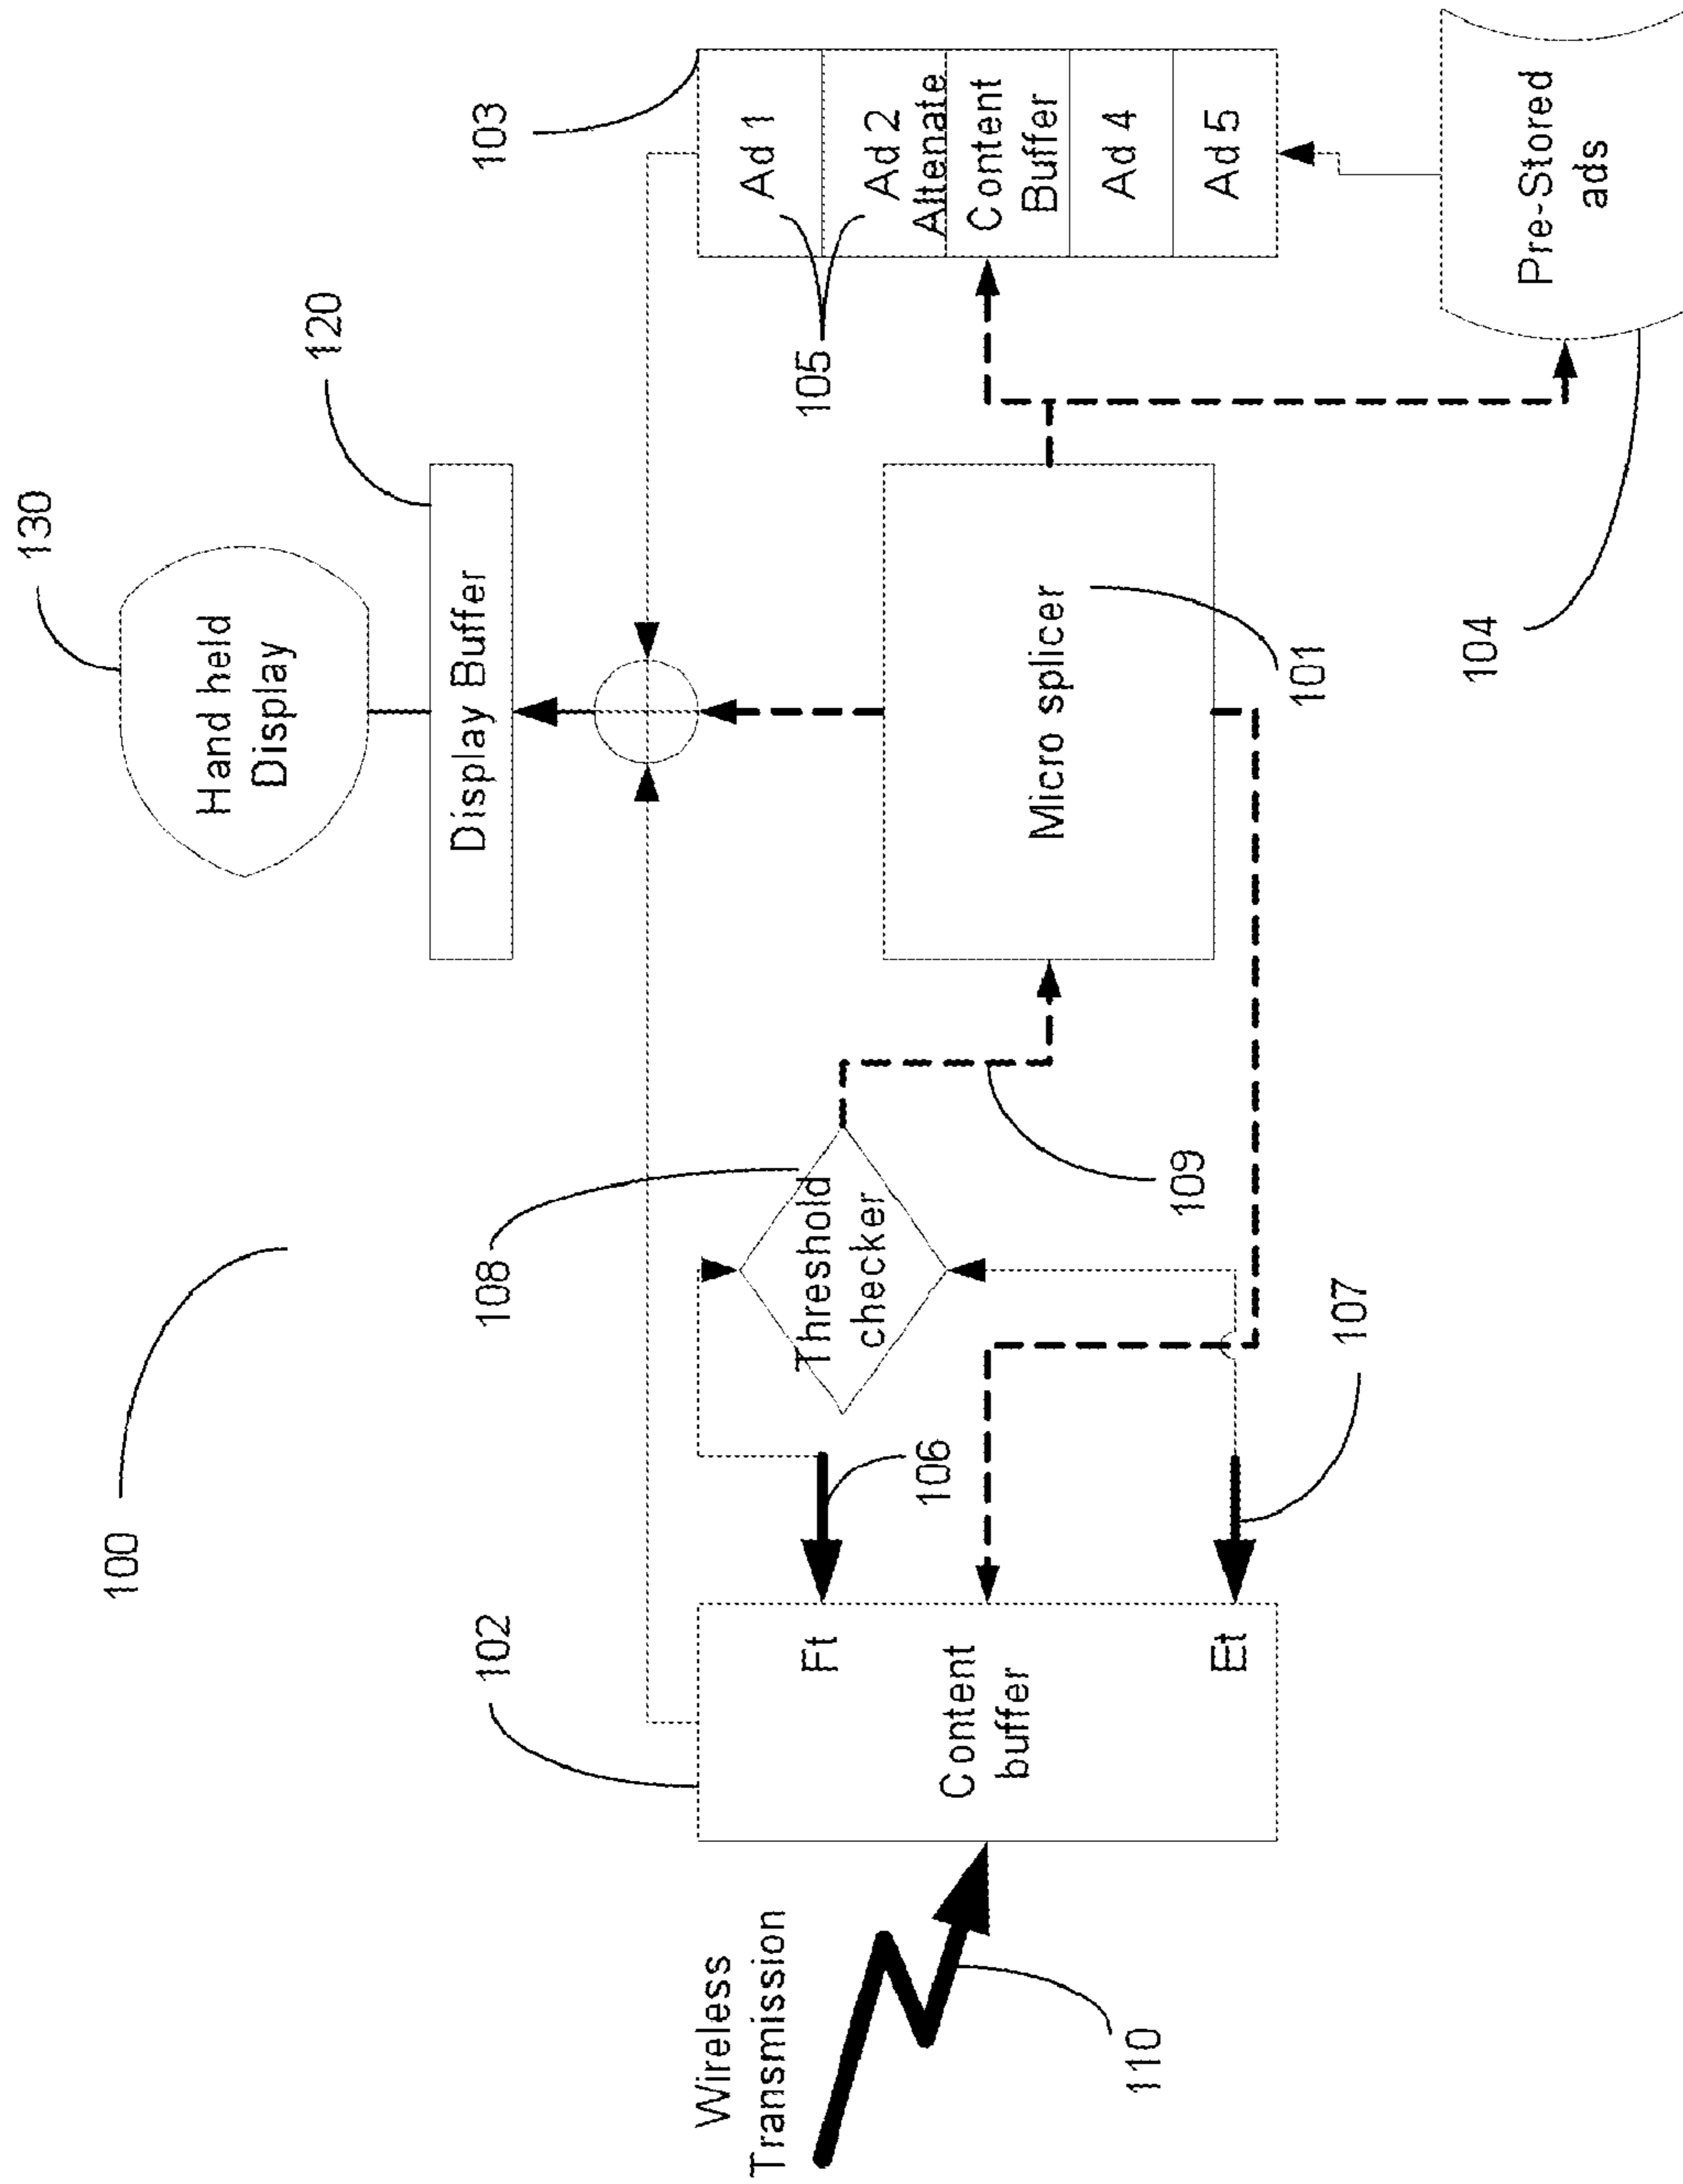 100
130
Hand held
Display
120
Display Buffer
103
Ad 1
Ad 2
Altenate
Content
Buffer
Ad 4
Ad 5
105
102
Ft
Content
buffer
Et
108
Threshold
checker
106
109
107
Micro splicer
101
Wireless
Transmission
110
104
Pre-Stored
ads